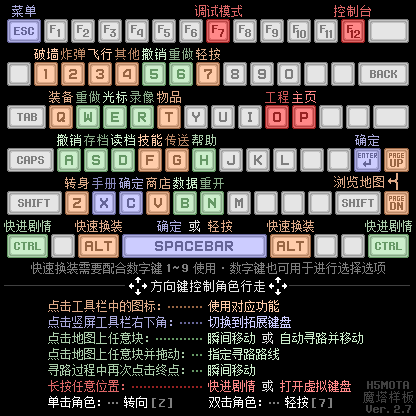 菜单 调试模式 控制台
ESC F1 F2 F3 F4 F5 F6 F7 F8 F9 F10 F11 F12
破墙 炸弹 飞行 其他 撤销 重做 轻按
1 2 3 4 5 6 7 8 9 0 BACK
装备 重做 光标 录像 物品 工程 主页
TAB Q W E R T Y U I O P
撤销 存档 读档 技能 传送 帮助 确定
CAPS A S D F G H J K L ENTER PAGE UP
转身 手册 确定 商店 数据 重开 浏览地图
SHIFT Z X C V B N M SHIFT PAGE DN
快进剧情 快速换装 确定 或 轻按 快速换装 快进剧情
CTRL ALT SPACEBAR ALT CTRL
快速换装需要配合数字键 1~9 使用 · 数字键也可用于进行选择选项
方向键控制角色行走
点击工具栏中的图标: ········ 使用对应功能
点击竖屏工具栏右下角: ······ 切换到拓展键盘
点击地图上任意块: ·········· 瞬间移动 或 自动寻路并移动
点击地图上任意块并拖动: ···· 指定寻路路线
寻路过程中再次点击终点: ···· 瞬间移动
长按任意位置: ·············· 快进剧情 或 打开虚拟键盘
单击角色: ··· 转向[Z] 双击角色: ··· 轻按[7]
H5MOTA
魔塔样板
Ver. 2.7